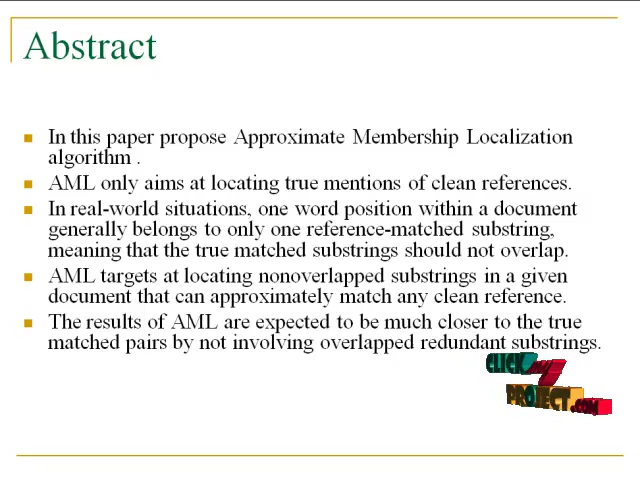 Abstract
In this paper propose Approximate Membership Localization
algorithm .
AML only aims at locating true mentions of clean references.
In real-world situations, one word position within a document
generally belongs to only one reference-matched substring,
meaning that the true matched substrings should not overlap.
AML targets at locating nonoverlapped substrings in a given
document that can approximately match any clean reference.
The results of AML are expected to be much closer to the true
matched pairs by not involving overlapped redundant substrings.
CLICK my
PROJECT.COM